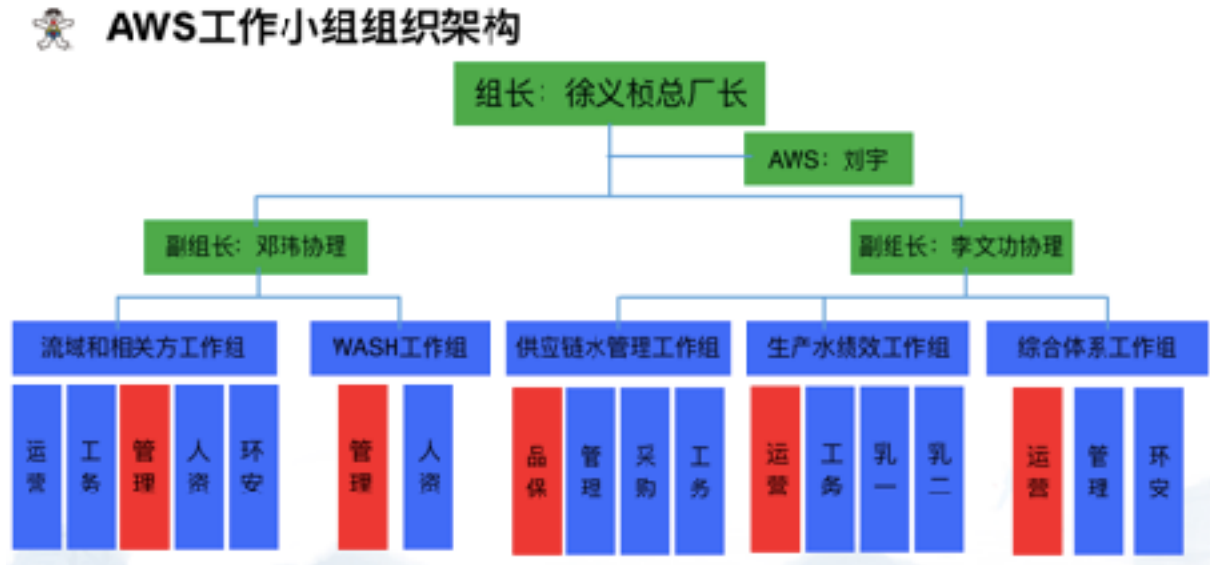 AWS工作小组组织架构
组长：徐义桢总厂长
AWS：刘宇
副组长：邓玮协理
副组长：李文功协理
流域和相关方工作组
WASH工作组
供应链水管理工作组
生产水绩效工作组
综合体系工作组
运营
工务
管理
人资
环安
管理
人资
品保
管理
采购
工务
运营
工务
乳一
乳二
运营
管理
环安